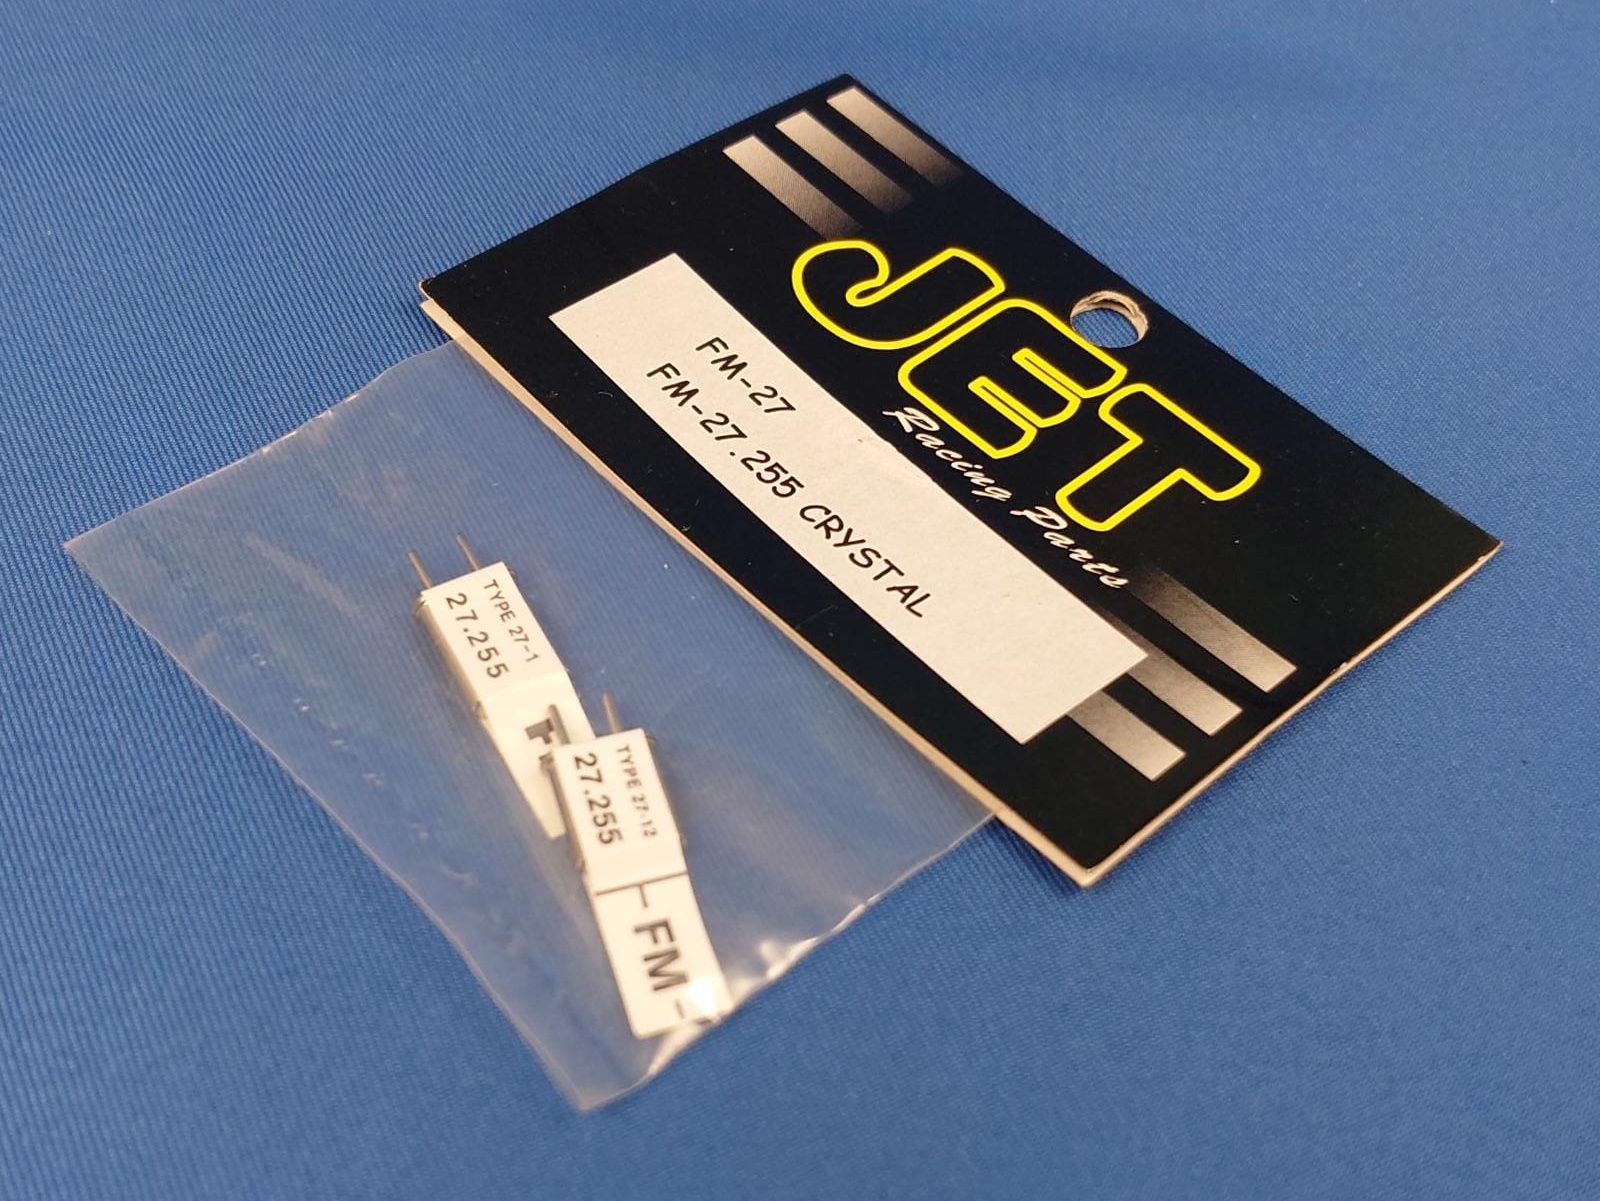 JET
Racing Parts
FM-27
FM-27.255 CRYSTAL
TYPE 27-1
27.255
TYPE 27-12
27.255
FM-